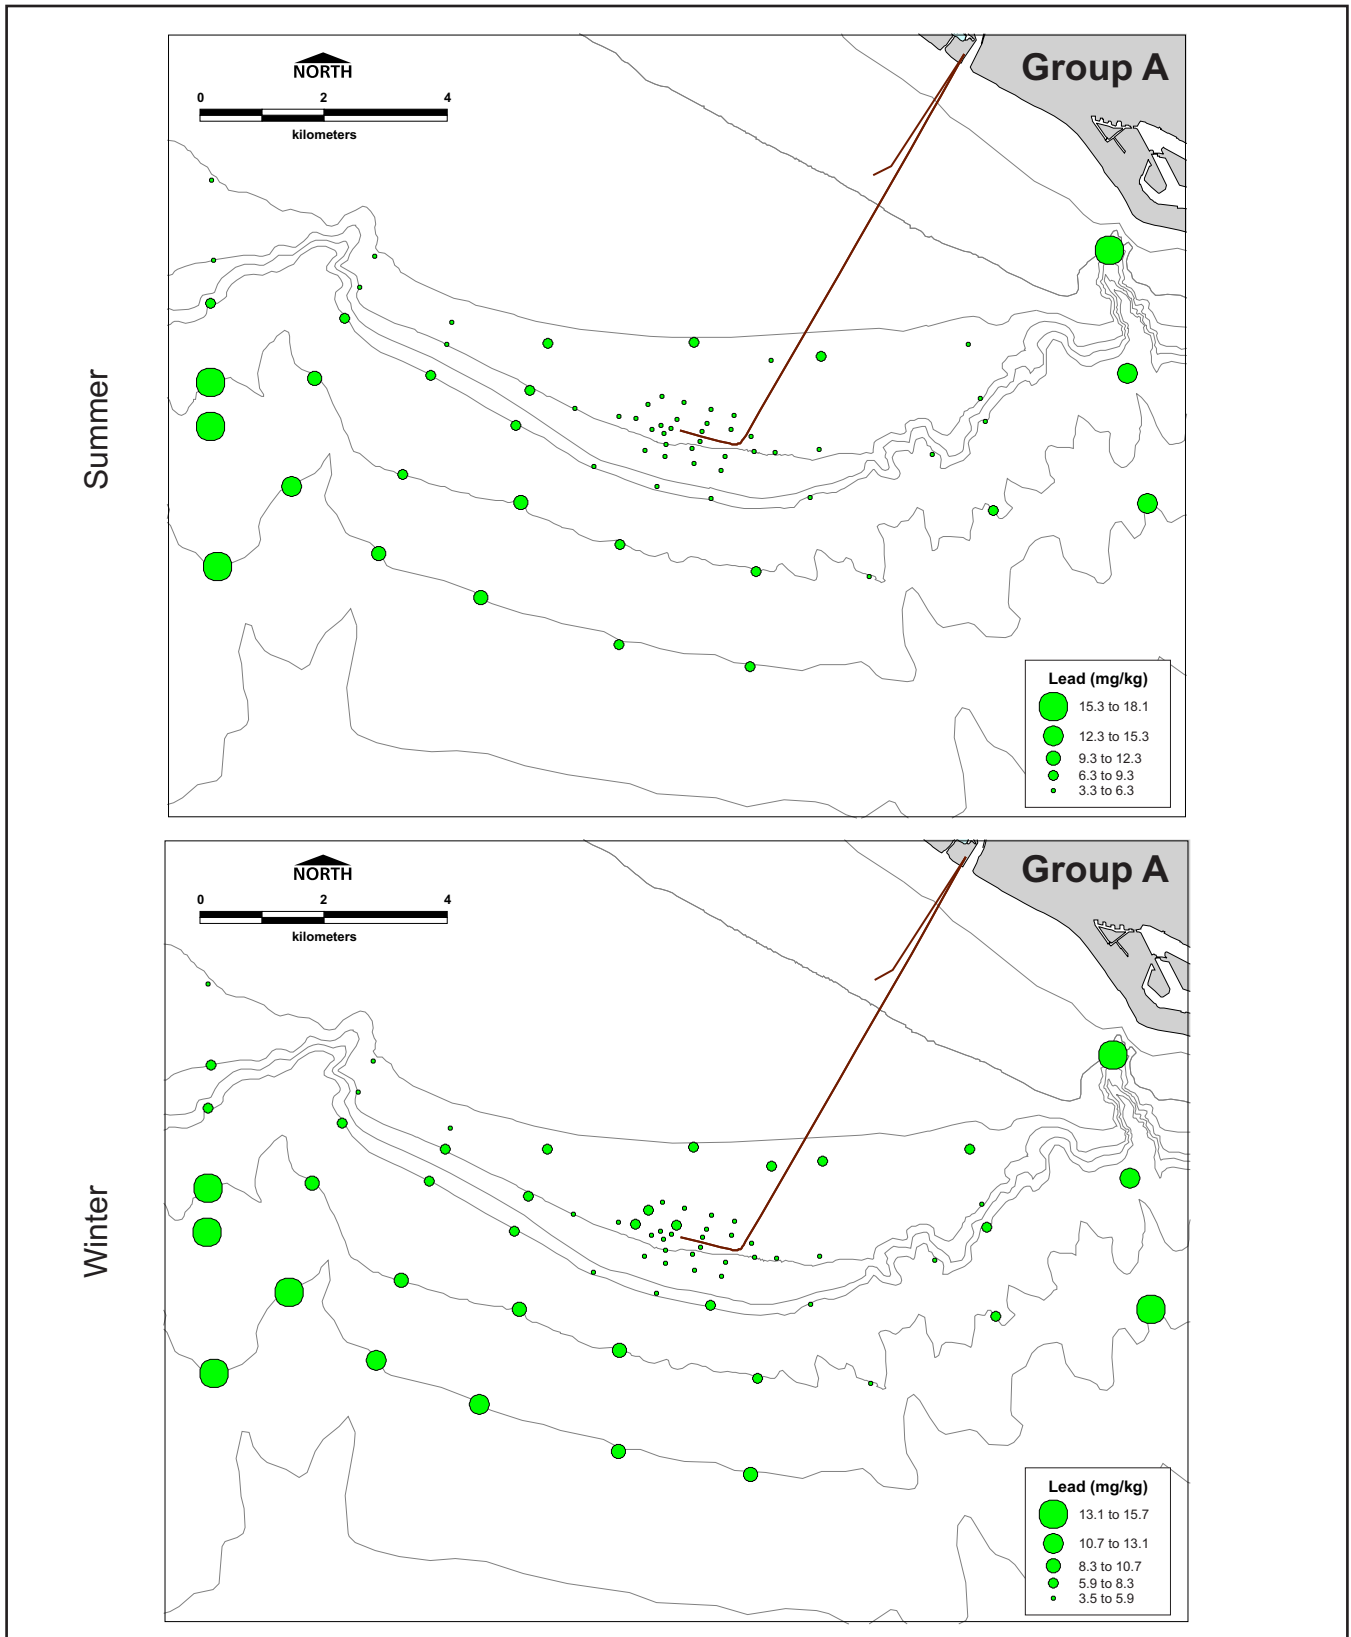 Summer
Group A
NORTH
0 2 4
kilometers
Lead (mg/kg)
15.3 to 18.1
12.3 to 15.3
9.3 to 12.3
6.3 to 9.3
3.3 to 6.3
Winter
Group A
NORTH
0 2 4
kilometers
Lead (mg/kg)
13.1 to 15.7
10.7 to 13.1
8.3 to 10.7
5.9 to 8.3
3.5 to 5.9